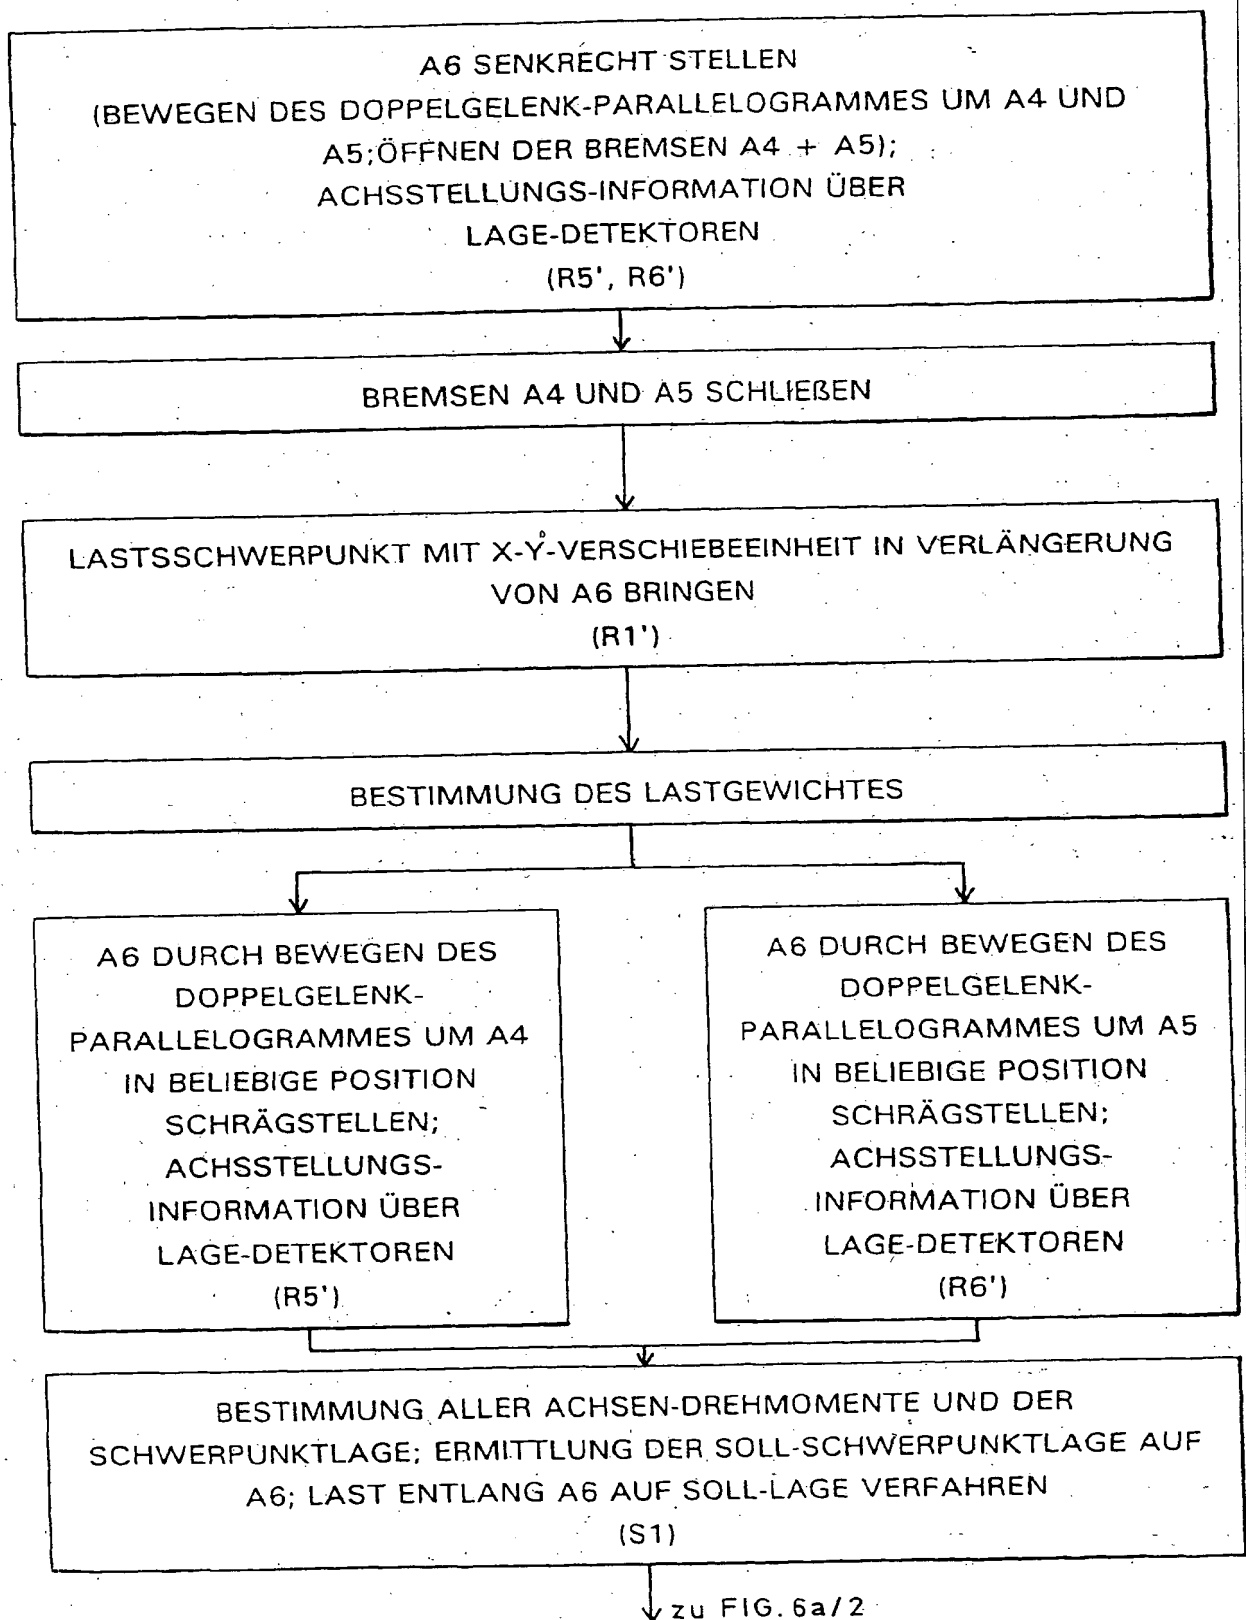 A6 SENKRECHT STELLEN
(BEWEGEN DES DOPPELGELENK-PARALLELOGRAMMES UM A4 UND
A5;ÖFFNEN DER BREMSEN A4 + A5);
ACHSSTELLUNGS-INFORMATION ÜBER
LAGE-DETEKTOREN
(R5', R6')
BREMSEN A4 UND A5 SCHLIEßEN
LASTSSCHWERPUNKT MIT X-Y-VERSCHIEBEEINHEIT IN VERLÄNGERUNG
VON A6 BRINGEN
(R1')
BESTIMMUNG DES LASTGEWICHTES
A6 DURCH BEWEGEN DES
DOPPELGELENK-
PARALLELOGRAMMES UM A4
IN BELIEBIGE POSITION
SCHRÄGSTELLEN;
ACHSSTELLUNGS-
INFORMATION ÜBER
LAGE-DETEKTOREN
(R5')
A6 DURCH BEWEGEN DES
DOPPELGELENK-
PARALLELOGRAMMES UM A5
IN BELIEBIGE POSITION
SCHRÄGSTELLEN;
ACHSSTELLUNGS-
INFORMATION ÜBER
LAGE-DETEKTOREN
(R6')
BESTIMMUNG ALLER ACHSEN-DREHMOMENTE UND DER
SCHWERPUNKTLAGE; ERMITTLUNG DER SOLL-SCHWERPUNKTLAGE AUF
A6; LAST ENTLANG A6 AUF SOLL-LAGE VERFAHREN
(S1)
zu FIG. 6a/2